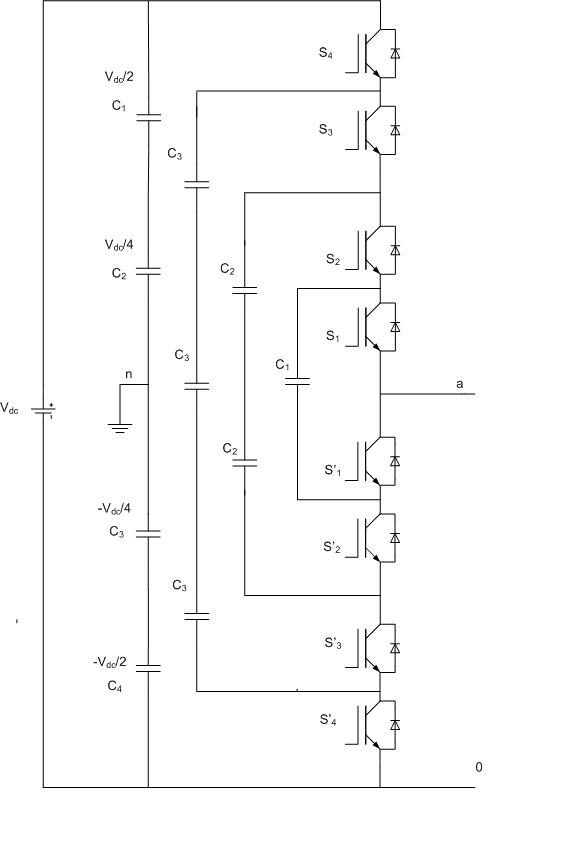 S4
Vdc/2
C1
S3
C3
Vdc/4
C2
S2
C2
S1
C3
C1
n
a
Vdc
+
-
C2
S'1
-Vdc/4
C3
S'2
C3
-
S'3
-Vdc/2
C4
S'4
0